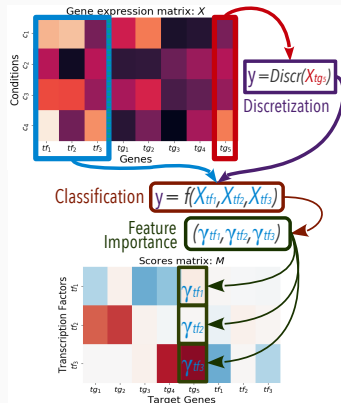 Gene expression matrix: X
Conditions
c₁
c₂
c₃
c₄
tf₁ tf₂ tf₃ tg₁ tg₂ tg₃ tg₄ tg₅
Genes
y=Discr(Xtg₅)
Discretization
Classification y = f(Xtf₁,Xtf₂,Xtf₃)
Feature
Importance (γtf₁,γtf₂,γtf₃)
Scores matrix: M
Transcription Factors
tf₁ γtf₁
tf₂ γtf₂
tf₃ γtf₃
tg₁ tg₂ tg₃ tg₄ tg₅ tf₁ tf₂ tf₃
Target Genes